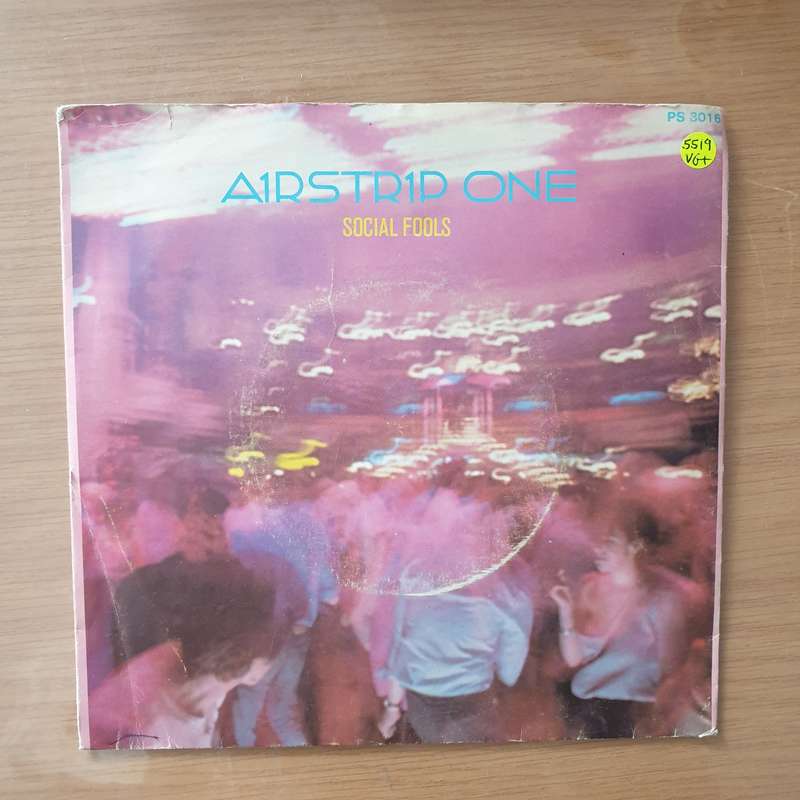 PS 3016
5519
VG+
A1RSTR1P ONE
SOCIAL FOOLS